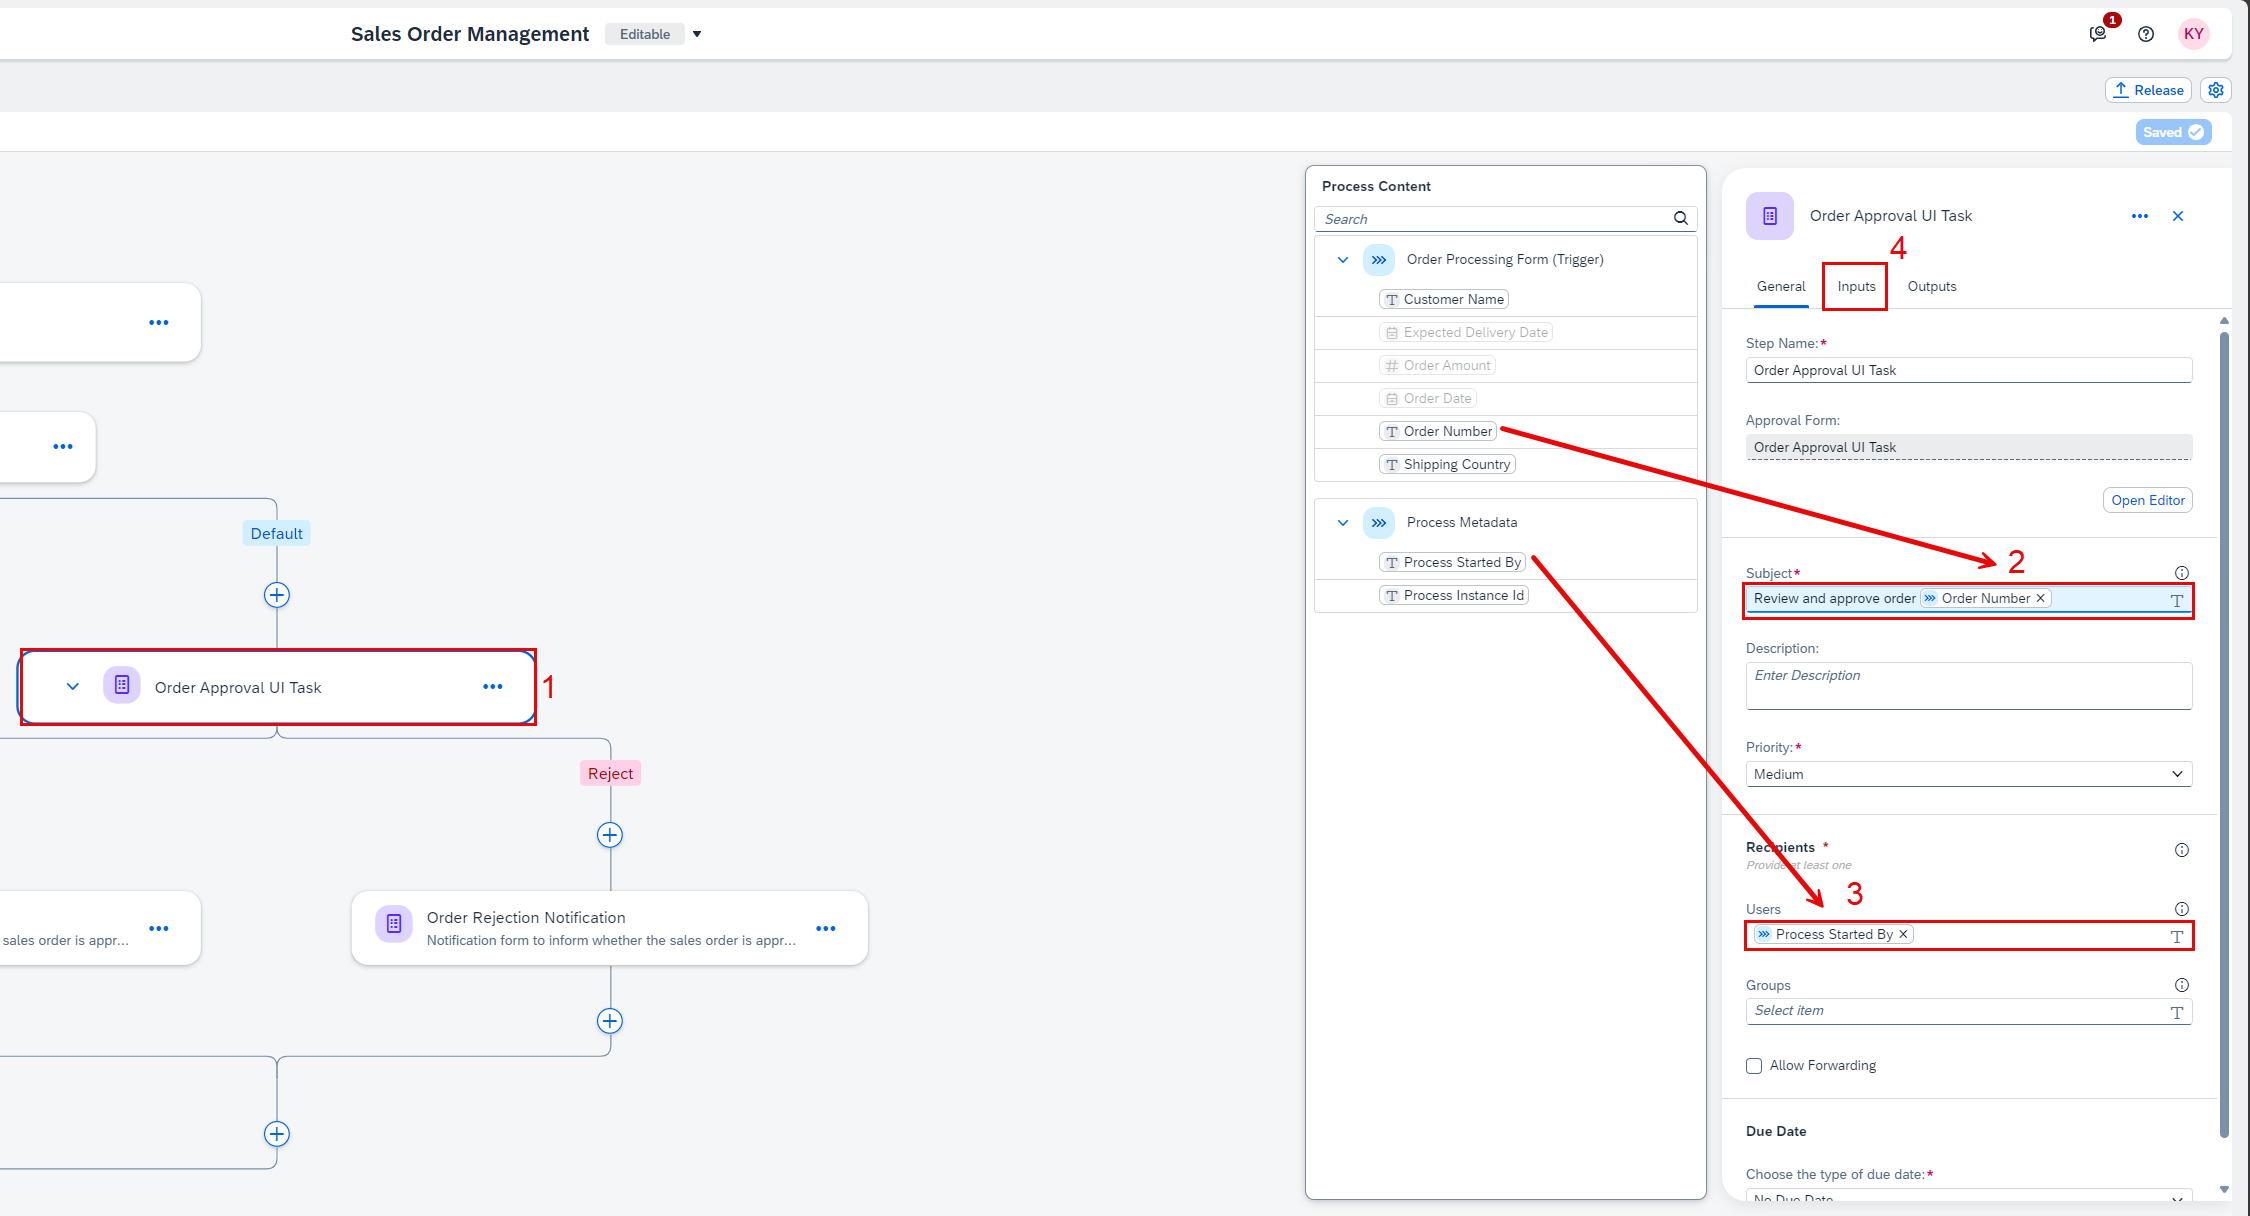 Sales Order Management Editable
1
KY
Release
Saved
Default
Order Approval UI Task
1
Reject
sales order is appr...
Order Rejection Notification
Notification form to inform whether the sales order is appr...
Process Content
Search
Order Processing Form (Trigger)
Customer Name
Expected Delivery Date
Order Amount
Order Date
Order Number
Shipping Country
Process Metadata
Process Started By
Process Instance Id
Order Approval UI Task
4
General Inputs Outputs
Step Name:*
Order Approval UI Task
Approval Form:
Order Approval UI Task
Open Editor
2
Subject*
Review and approve order Order Number
Description:
Enter Description
Priority:*
Medium
Recipients *
Provide at least one
3
Users
Process Started By
Groups
Select item
Allow Forwarding
Due Date
Choose the type of due date:*
No Due Date